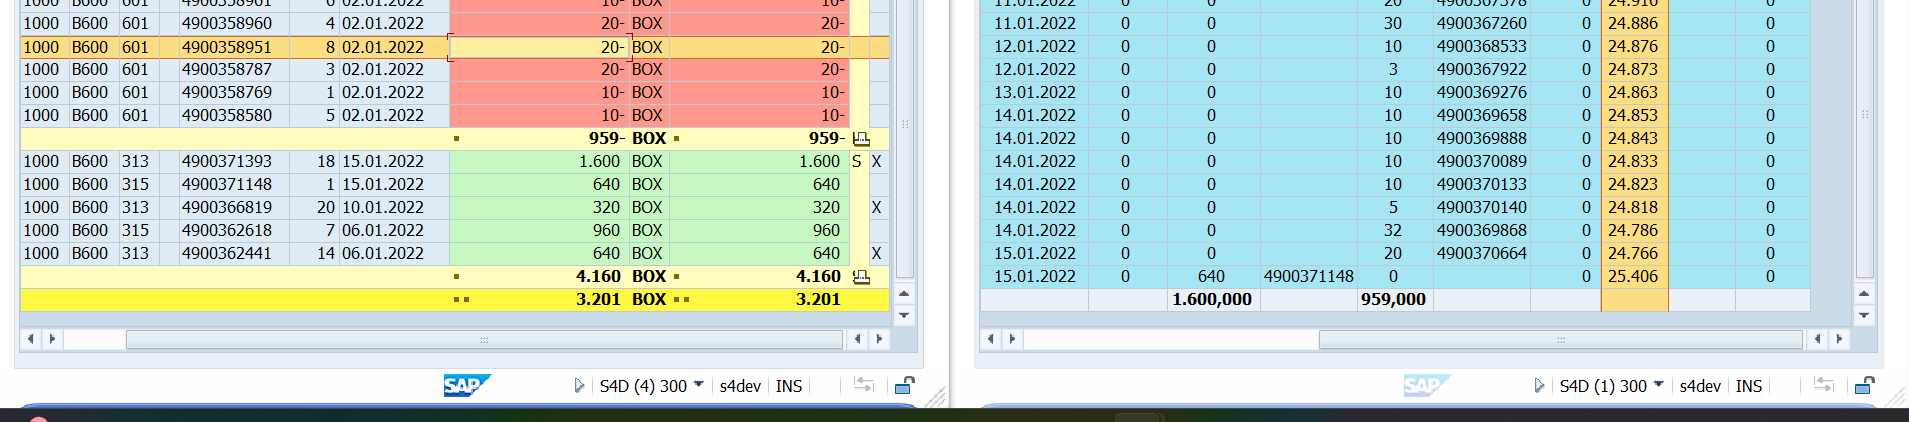 1000 B600 601 4900358961 6 02.01.2022 10- BOX 10-
1000 B600 601 4900358960 4 02.01.2022 20- BOX 20-
1000 B600 601 4900358951 8 02.01.2022 20- BOX 20-
1000 B600 601 4900358787 3 02.01.2022 20- BOX 20-
1000 B600 601 4900358769 1 02.01.2022 10- BOX 10-
1000 B600 601 4900358580 5 02.01.2022 10- BOX 10-
959- BOX 959-
1000 B600 313 4900371393 18 15.01.2022 1.600 BOX 1.600 S X
1000 B600 315 4900371148 1 15.01.2022 640 BOX 640
1000 B600 313 4900366819 20 10.01.2022 320 BOX 320 X
1000 B600 315 4900362618 7 06.01.2022 960 BOX 960
1000 B600 313 4900362441 14 06.01.2022 640 BOX 640 X
4.160 BOX 4.160
3.201 BOX 3.201
SAP S4D (4) 300 s4dev INS
11.01.2022 0 0 20 4900367378 0 24.916 0
11.01.2022 0 0 30 4900367260 0 24.886 0
12.01.2022 0 0 10 4900368533 0 24.876 0
12.01.2022 0 0 3 4900367922 0 24.873 0
13.01.2022 0 0 10 4900369276 0 24.863 0
14.01.2022 0 0 10 4900369658 0 24.853 0
14.01.2022 0 0 10 4900369888 0 24.843 0
14.01.2022 0 0 10 4900370089 0 24.833 0
14.01.2022 0 0 10 4900370133 0 24.823 0
14.01.2022 0 0 5 4900370140 0 24.818 0
14.01.2022 0 0 32 4900369868 0 24.786 0
15.01.2022 0 0 20 4900370664 0 24.766 0
15.01.2022 0 640 4900371148 0 0 25.406 0
1.600,000 959,000
SAP S4D (1) 300 s4dev INS